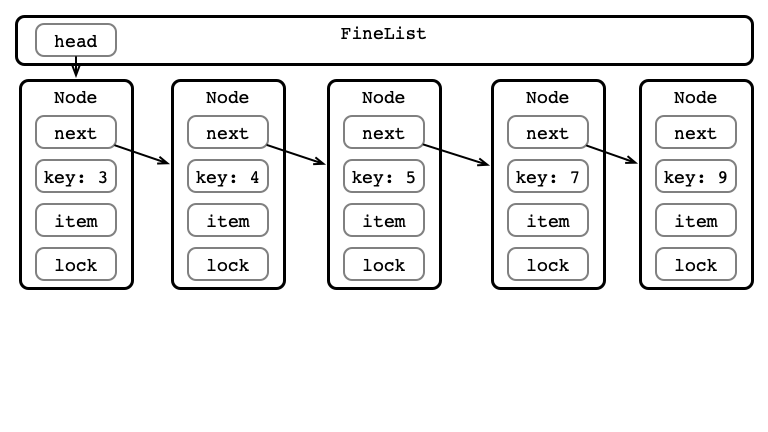 head
FineList
Node
next
key: 3
item
lock
Node
next
key: 4
item
lock
Node
next
key: 5
item
lock
Node
next
key: 7
item
lock
Node
next
key: 9
item
lock